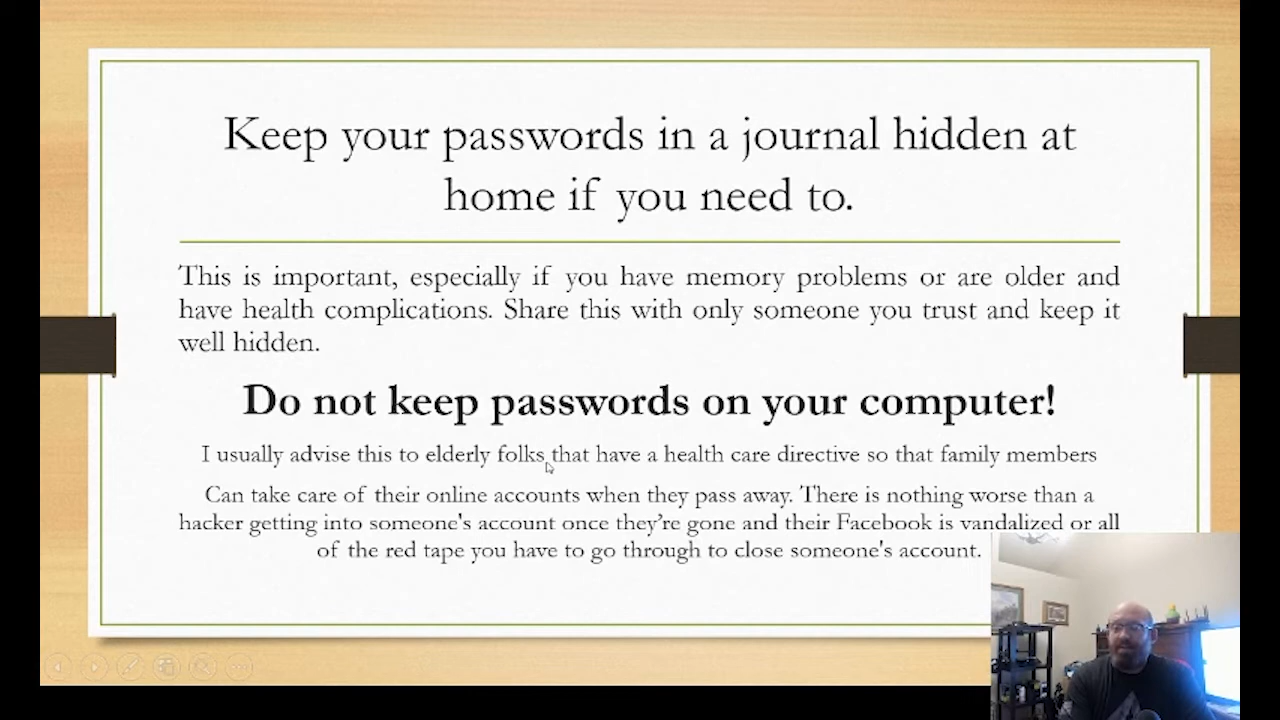 Keep your passwords in a journal hidden at
home if you need to.
This is important, especially if you have memory problems or are older and
have health complications. Share this with only someone you trust and keep it
well hidden.
Do not keep passwords on your computer!
I usually advise this to elderly folks that have a health care directive so that family members
Can take care of their online accounts when they pass away. There is nothing worse than a
hacker getting into someone's account once they’re gone and their Facebook is vandalized or all
of the red tape you have to go through to close someone's account.